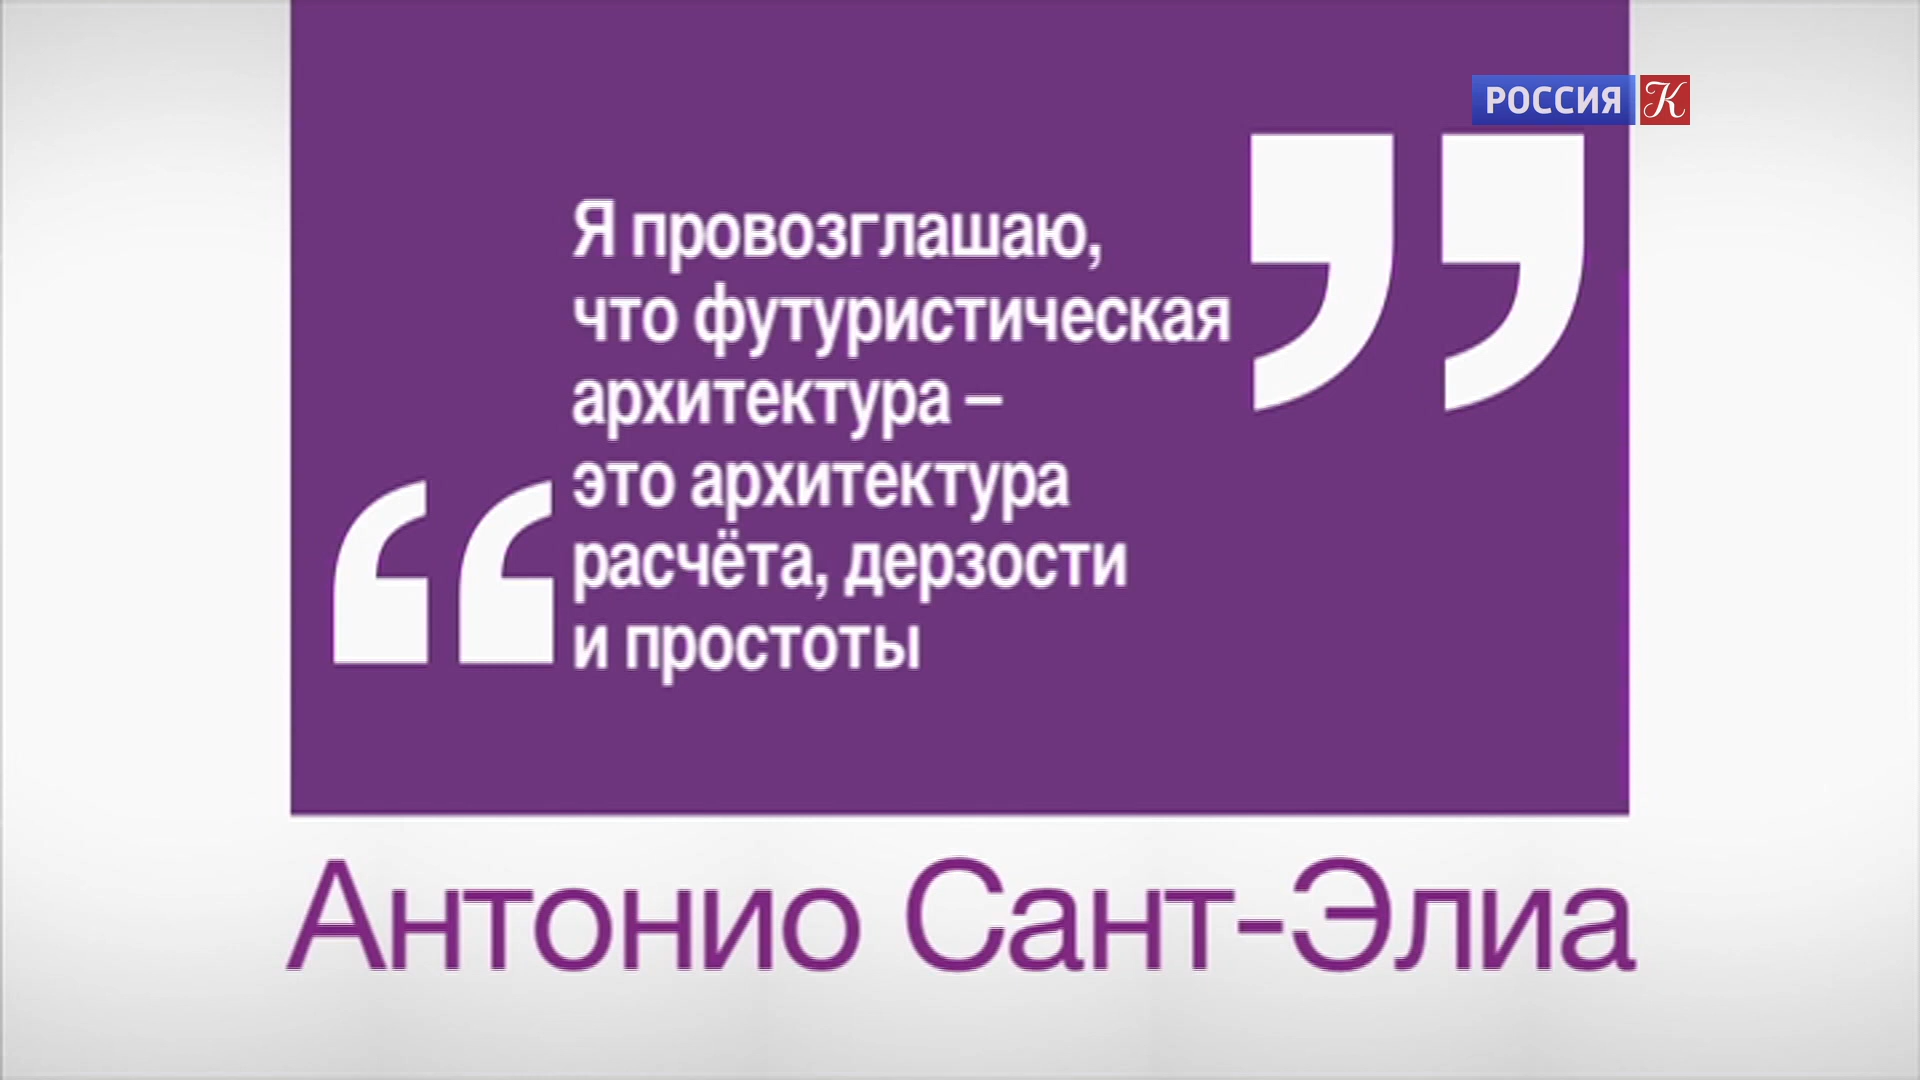 РОССИЯ К
Я провозглашаю,
что футуристическая
архитектура –
это архитектура
расчёта, дерзости
и простоты
Антонио Сант-Элиа